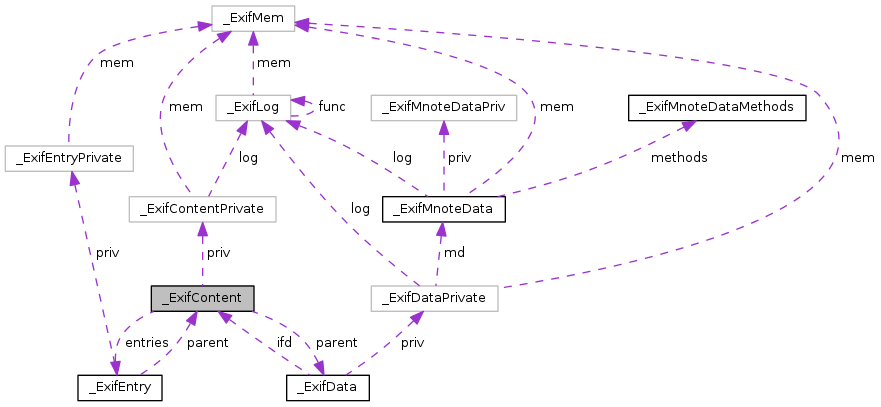 _ExifMem
mem
mem
mem
mem
mem
_ExifLog
func
_ExifMnoteDataPriv
_ExifMnoteDataMethods
_ExifEntryPrivate
log
log
priv
methods
_ExifContentPrivate
log
_ExifMnoteData
priv
priv
md
_ExifContent
_ExifDataPrivate
entries
parent
ifd
parent
priv
_ExifEntry
_ExifData